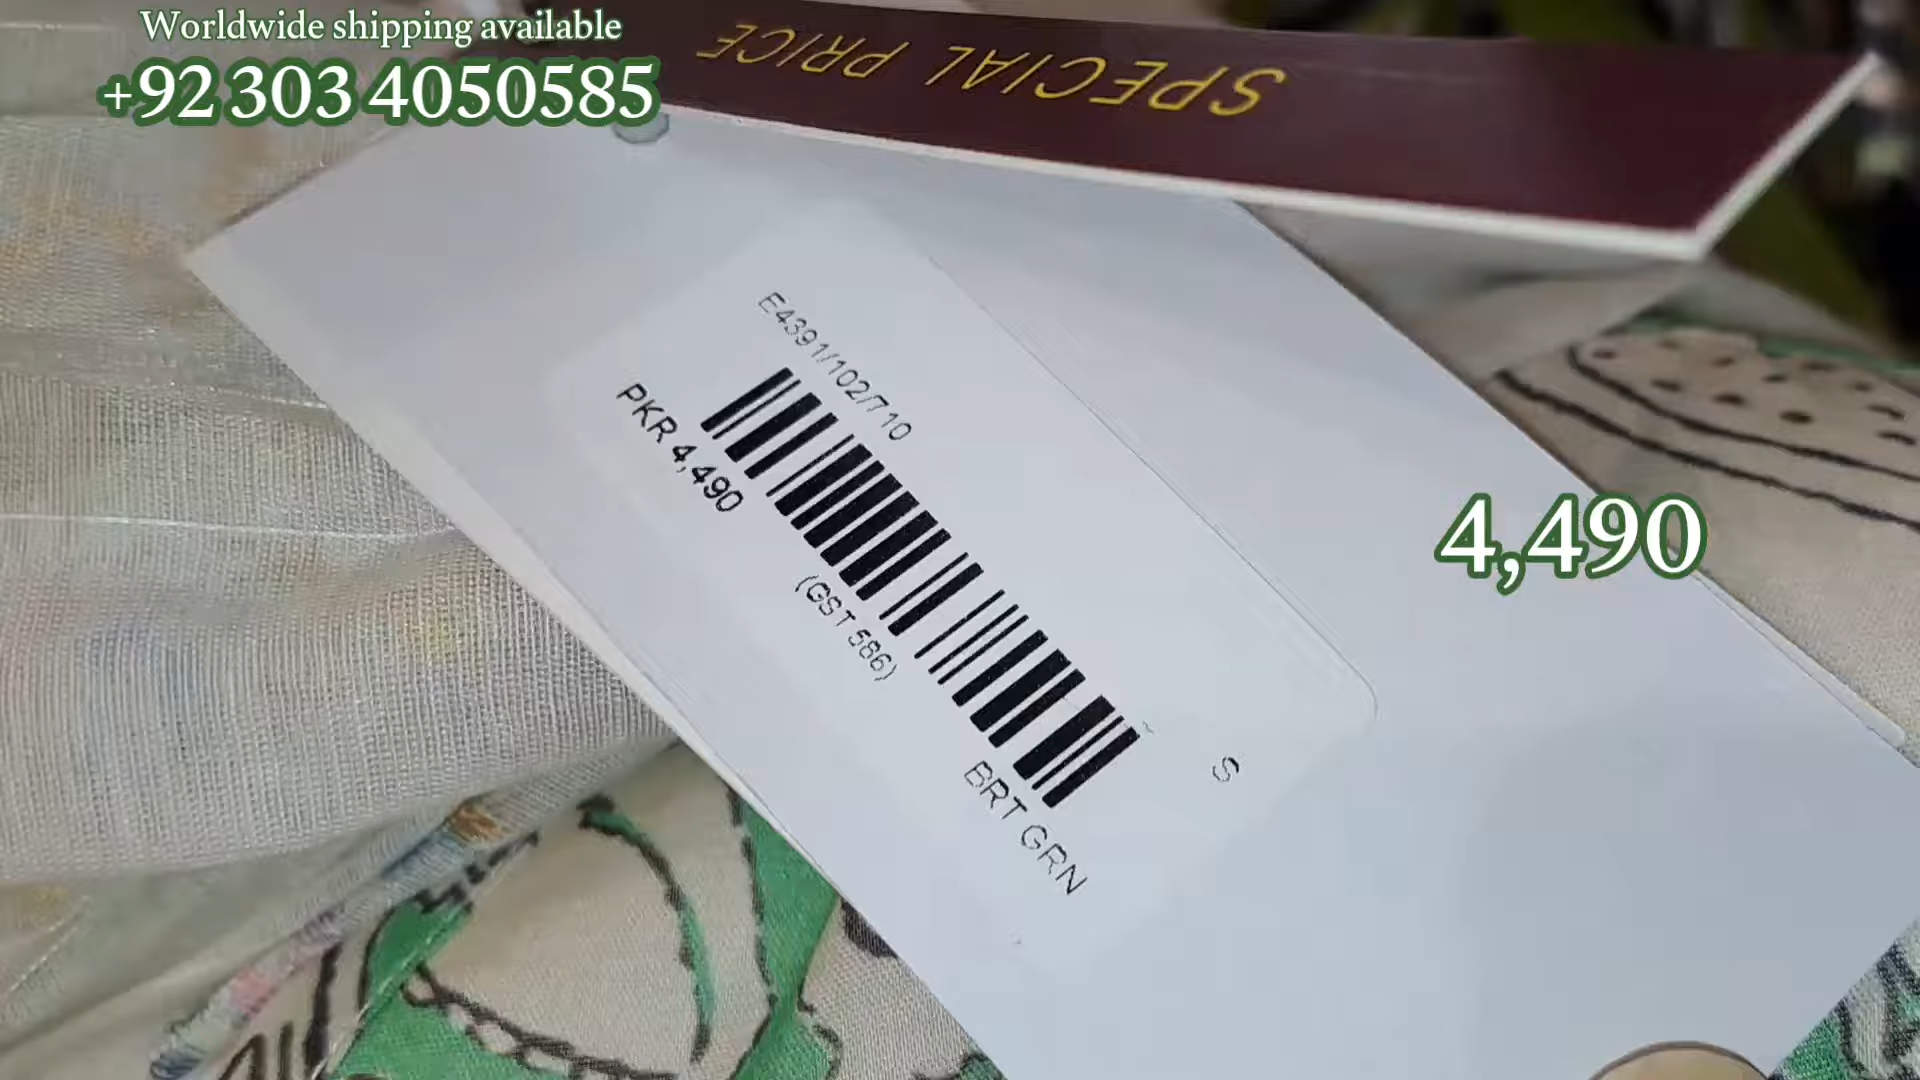 Worldwide shipping available
+92 303 4050585
SPECIAL PRICE
E4391/102/710
PKR 4,490
(GST 586)
S
BRT GRN
4,490